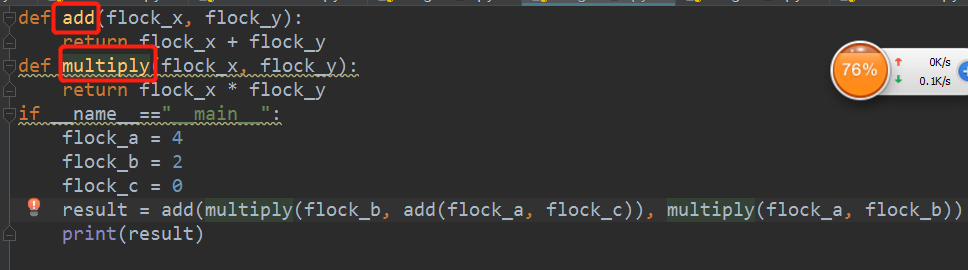 def add(flock_x, flock_y):
    return flock_x + flock_y
def multiply(flock_x, flock_y):
    return flock_x * flock_y
if __name__=="__main__":
    flock_a = 4
    flock_b = 2
    flock_c = 0
    result = add(multiply(flock_b, add(flock_a, flock_c)), multiply(flock_a, flock_b))
    print(result)
76%
0K/s
0.1K/s